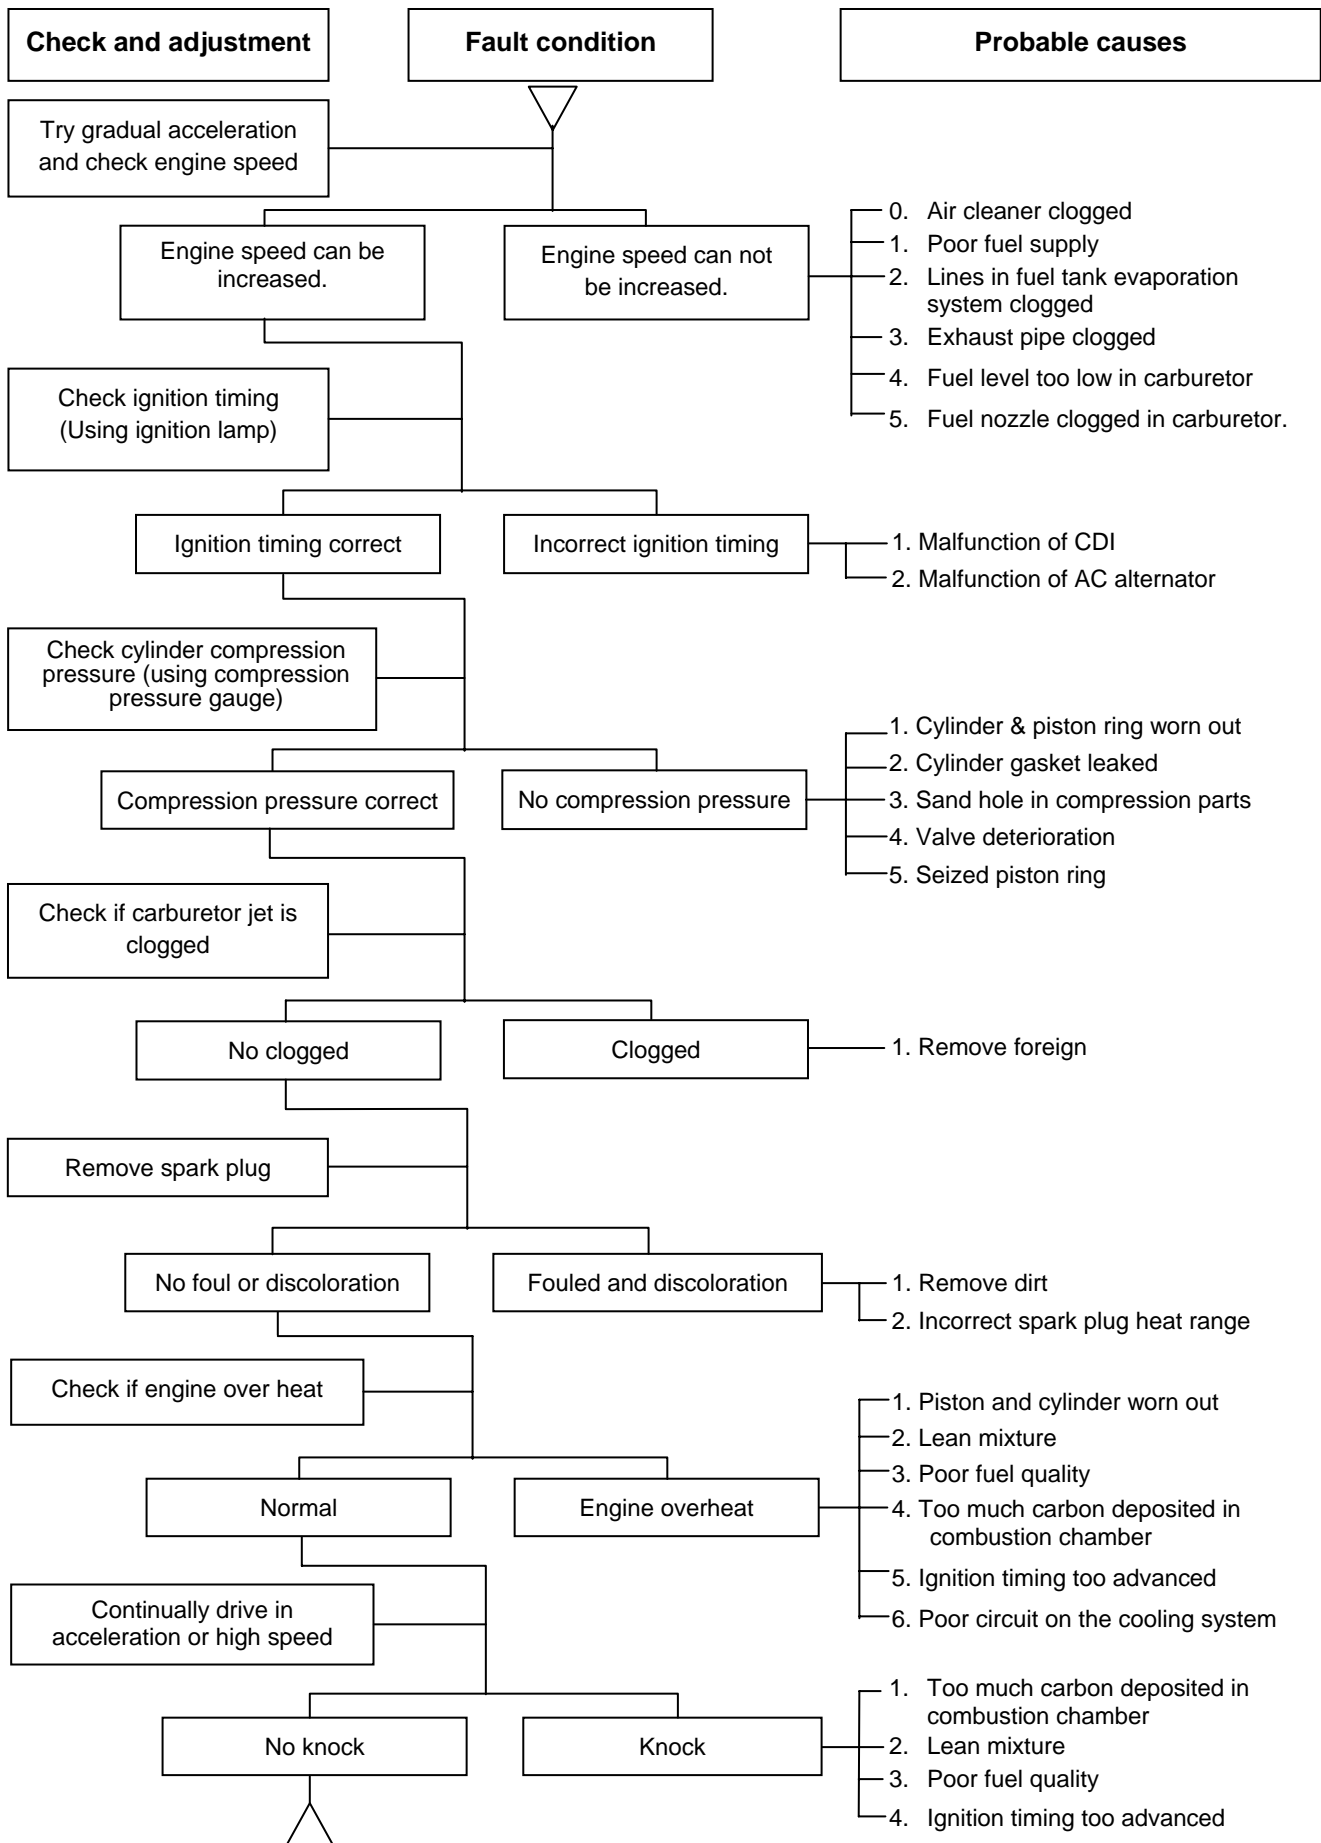 Check and adjustment
Fault condition
Probable causes
Try gradual acceleration
and check engine speed
Engine speed can be
increased.
Engine speed can not
be increased.
0. Air cleaner clogged
1. Poor fuel supply
2. Lines in fuel tank evaporation
system clogged
3. Exhaust pipe clogged
4. Fuel level too low in carburetor
5. Fuel nozzle clogged in carburetor.
Check ignition timing
(Using ignition lamp)
Ignition timing correct
Incorrect ignition timing
1. Malfunction of CDI
2. Malfunction of AC alternator
Check cylinder compression
pressure (using compression
pressure gauge)
Compression pressure correct
No compression pressure
1. Cylinder & piston ring worn out
2. Cylinder gasket leaked
3. Sand hole in compression parts
4. Valve deterioration
5. Seized piston ring
Check if carburetor jet is
clogged
No clogged
Clogged
1. Remove foreign
Remove spark plug
No foul or discoloration
Fouled and discoloration
1. Remove dirt
2. Incorrect spark plug heat range
Check if engine over heat
Normal
Engine overheat
1. Piston and cylinder worn out
2. Lean mixture
3. Poor fuel quality
4. Too much carbon deposited in
combustion chamber
5. Ignition timing too advanced
6. Poor circuit on the cooling system
Continually drive in
acceleration or high speed
No knock
Knock
1. Too much carbon deposited in
combustion chamber
2. Lean mixture
3. Poor fuel quality
4. Ignition timing too advanced